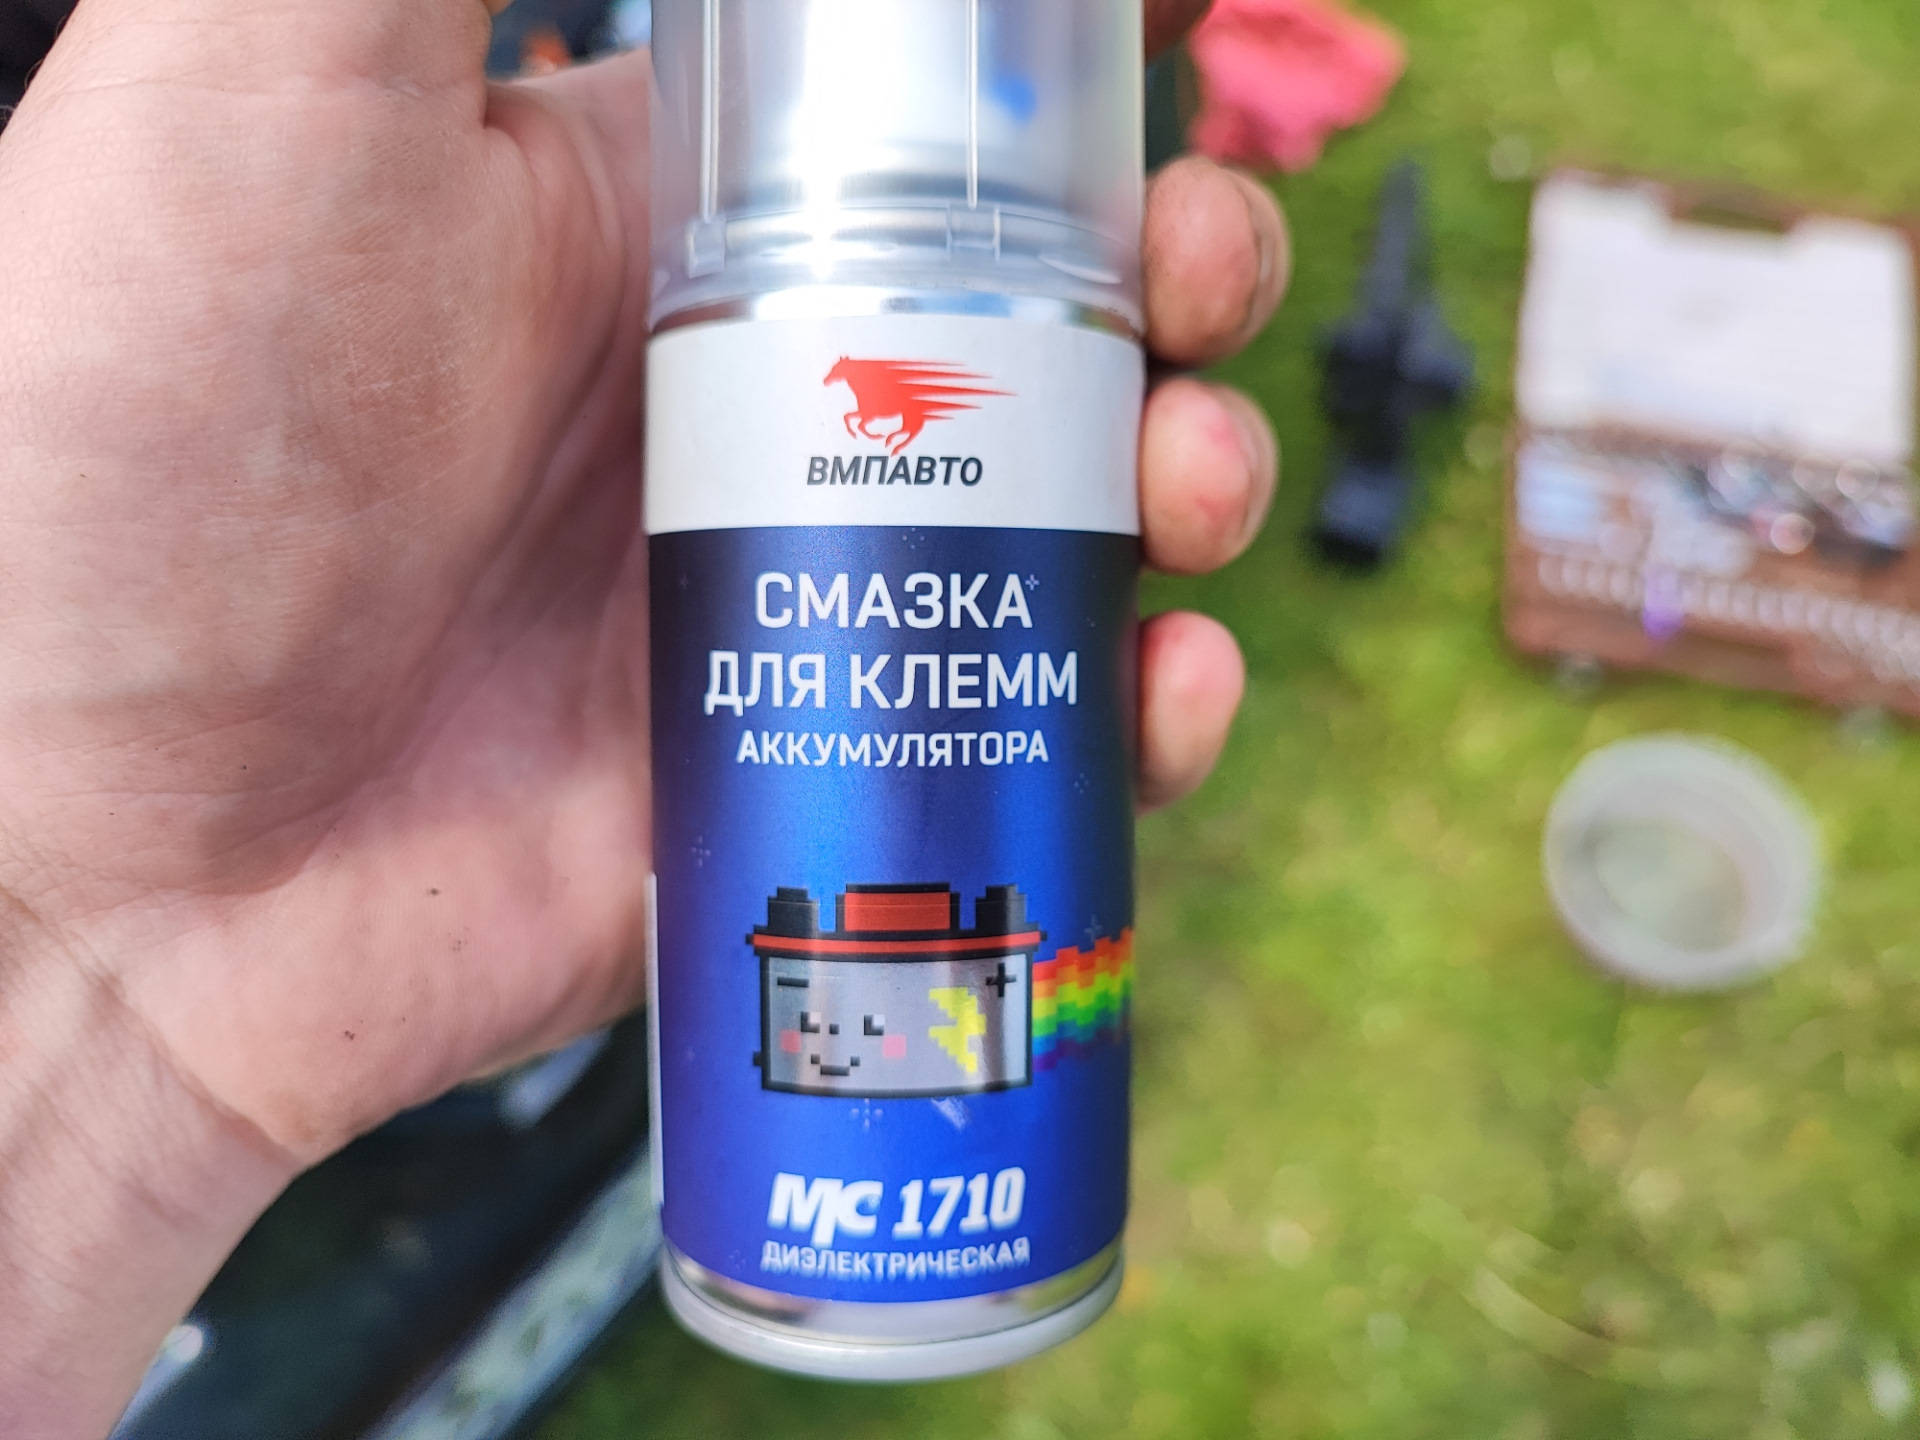 ВМПАВТО
СМАЗКА
ДЛЯ КЛЕММ
АККУМУЛЯТОРА
− +
МС 1710
ДИЭЛЕКТРИЧЕСКАЯ